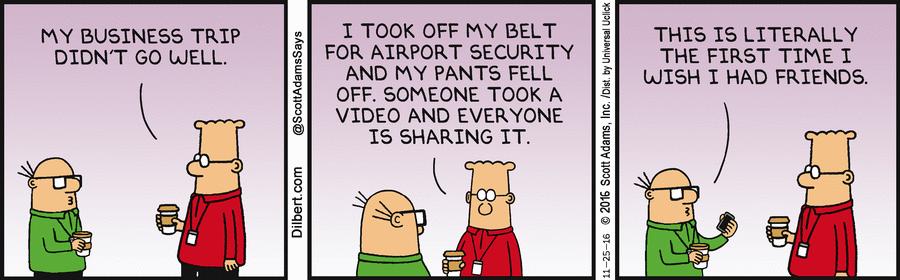 MY BUSINESS TRIP
DIDN'T GO WELL.
Dilbert.com @ScottAdamsSays
I TOOK OFF MY BELT
FOR AIRPORT SECURITY
AND MY PANTS FELL
OFF. SOMEONE TOOK A
VIDEO AND EVERYONE
IS SHARING IT.
11-25-16 © 2016 Scott Adams, Inc. /Dist. by Universal Uclick
THIS IS LITERALLY
THE FIRST TIME I
WISH I HAD FRIENDS.